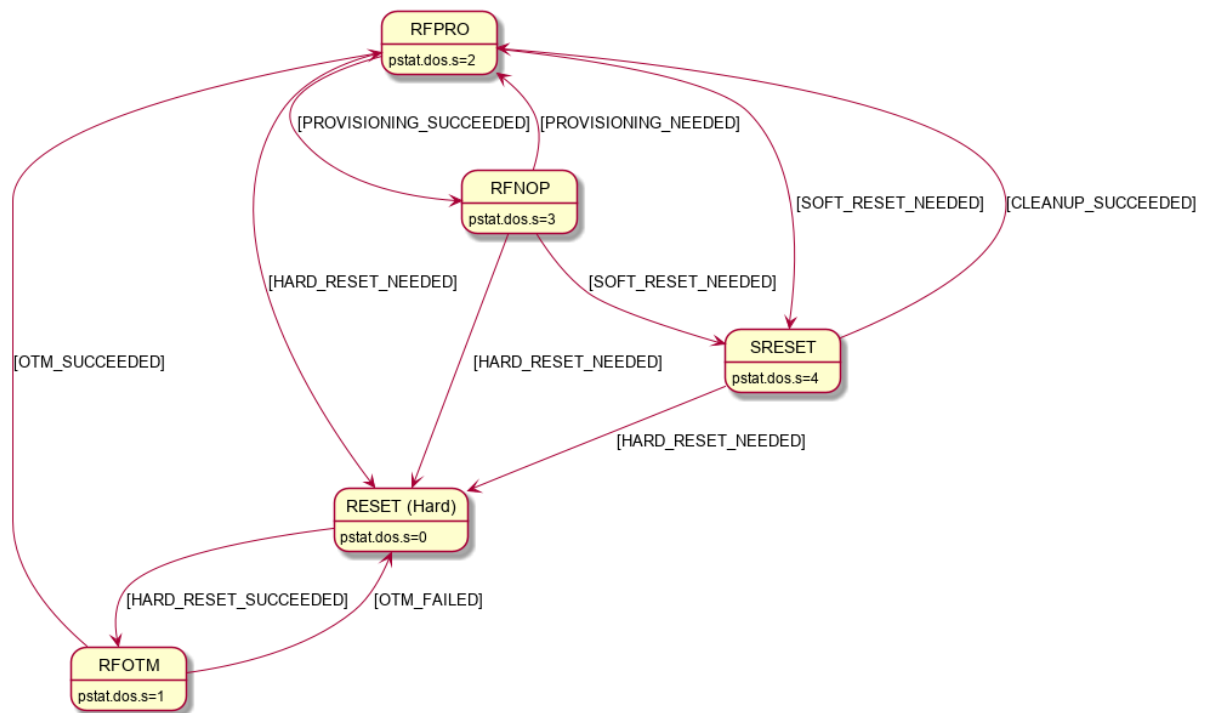 RFPRO
pstat.dos.s=2
[PROVISIONING_SUCCEEDED]
[PROVISIONING_NEEDED]
RFNOP
pstat.dos.s=3
[SOFT_RESET_NEEDED]
[CLEANUP_SUCCEEDED]
[HARD_RESET_NEEDED]
[SOFT_RESET_NEEDED]
SRESET
pstat.dos.s=4
[OTM_SUCCEEDED]
[HARD_RESET_NEEDED]
[HARD_RESET_NEEDED]
RESET (Hard)
pstat.dos.s=0
[HARD_RESET_SUCCEEDED]
[OTM_FAILED]
RFOTM
pstat.dos.s=1